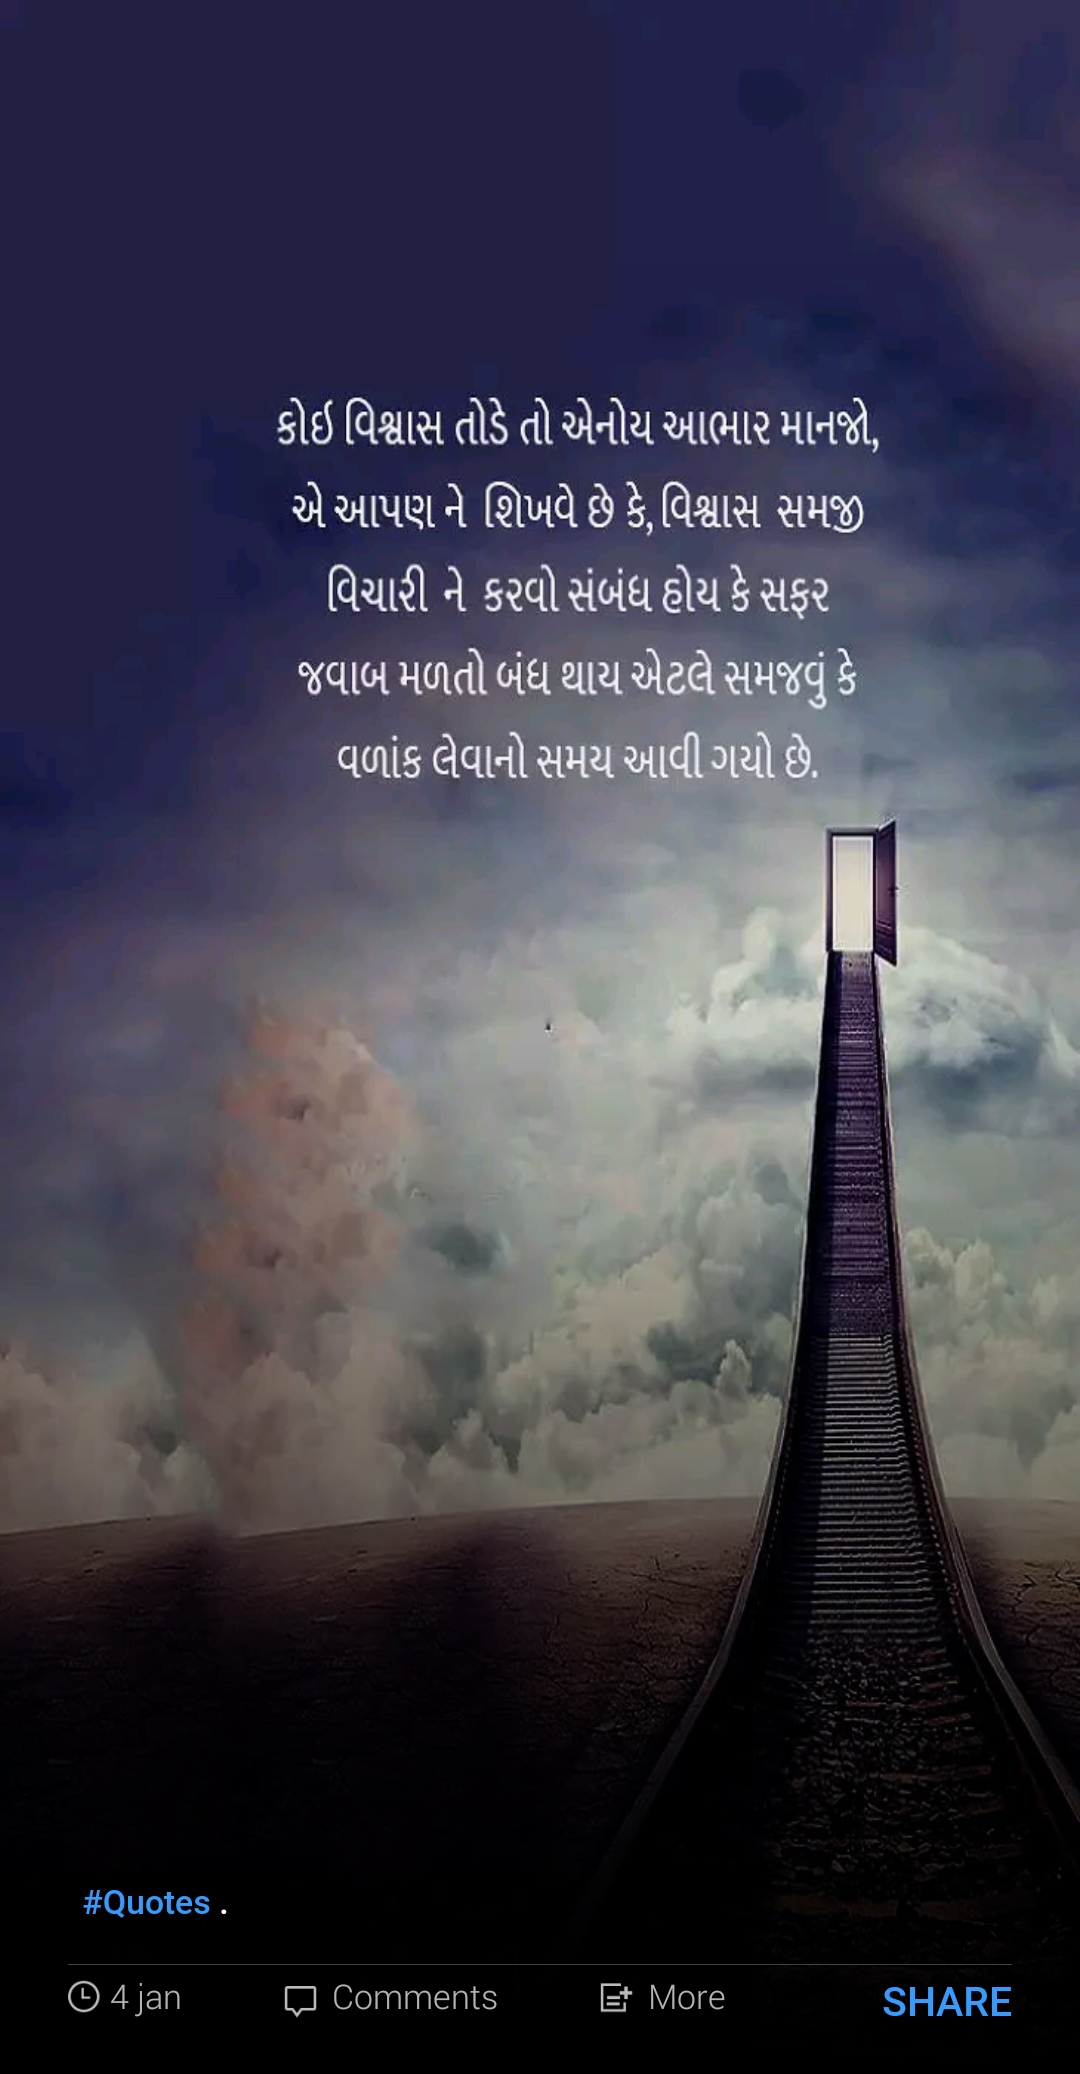 કોઇ વિશ્વાસ તોડે તો એનોય આભાર માનજો,
એ આપણ ને શિખવે છે કે, વિશ્વાસ સમજી
વિચારી ને કરવો સંબંધ હોય કે સફર
જવાબ મળતો બંધ થાય એટલે સમજવું કે
વળાંક લેવાનો સમય આવી ગયો છે.
#Quotes .
4 jan Comments More SHARE